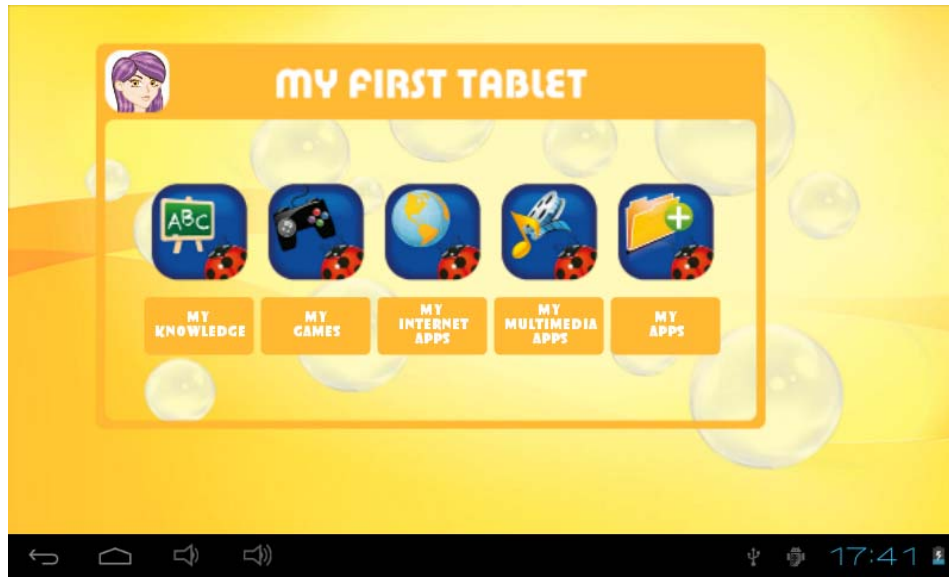 MY FIRST TABLET
ABC
MY
KNOWLEDGE
MY
GAMES
MY
INTERNET
APPS
MY
MULTIMEDIA
APPS
MY
APPS
17:41